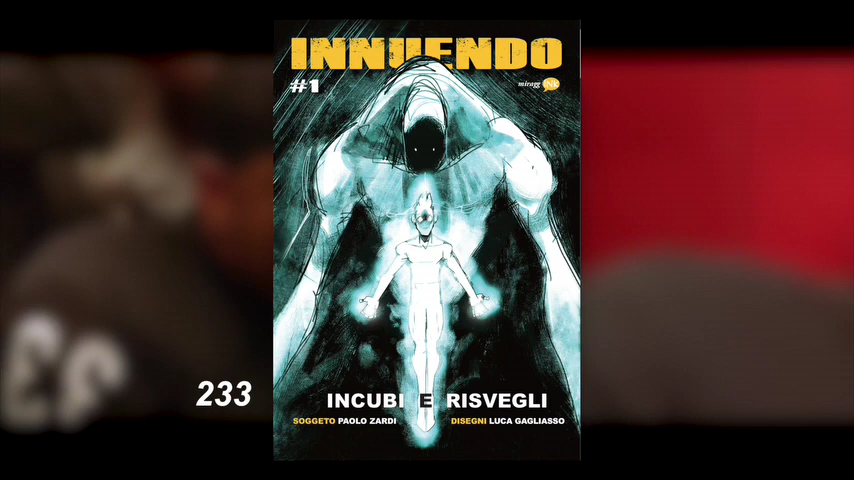 INNUENDO
#1
miragg INK
233
INCUBI E RISVEGLI
SOGGETO PAOLO ZARDI DISEGNI LUCA GAGLIASSO